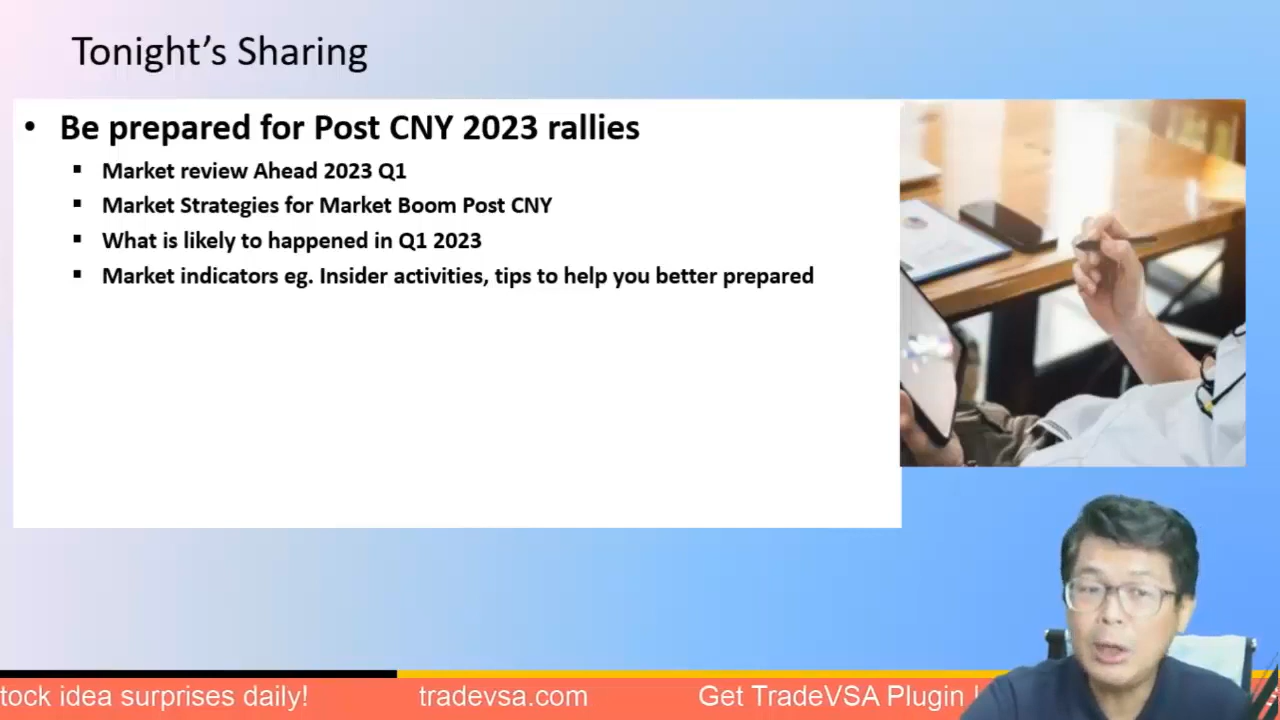 Tonight's Sharing
• Be prepared for Post CNY 2023 rallies
▪ Market review Ahead 2023 Q1
▪ Market Strategies for Market Boom Post CNY
▪ What is likely to happened in Q1 2023
▪ Market indicators eg. Insider activities, tips to help you better prepared
tock idea surprises daily! tradevsa.com Get TradeVSA Plugin